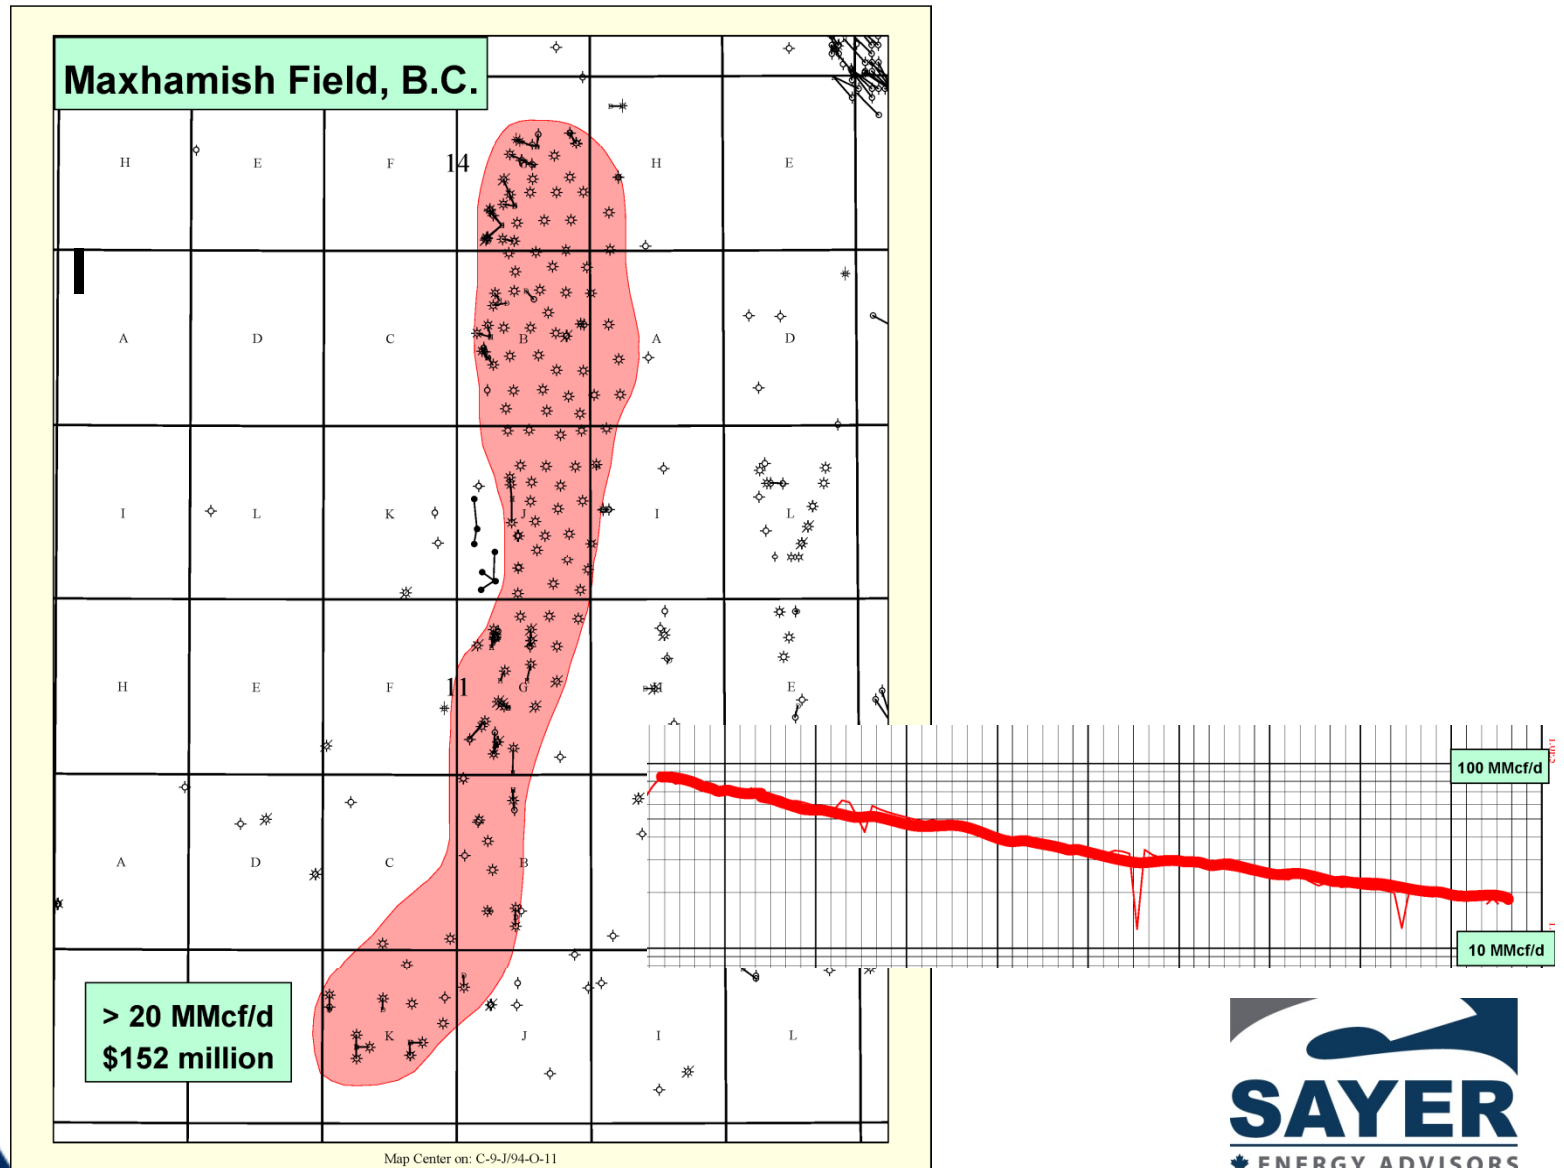 Maxhamish Field, B.C.
H E F 14 H E
A D C B A D
I L K J I L
H E F 11 G E
A D C B
K J I L
> 20 MMcf/d
$152 million
Map Center on: C-9-J/94-O-11
100 MMcf/d
10 MMcf/d
SAYER
ENERGY ADVISORS